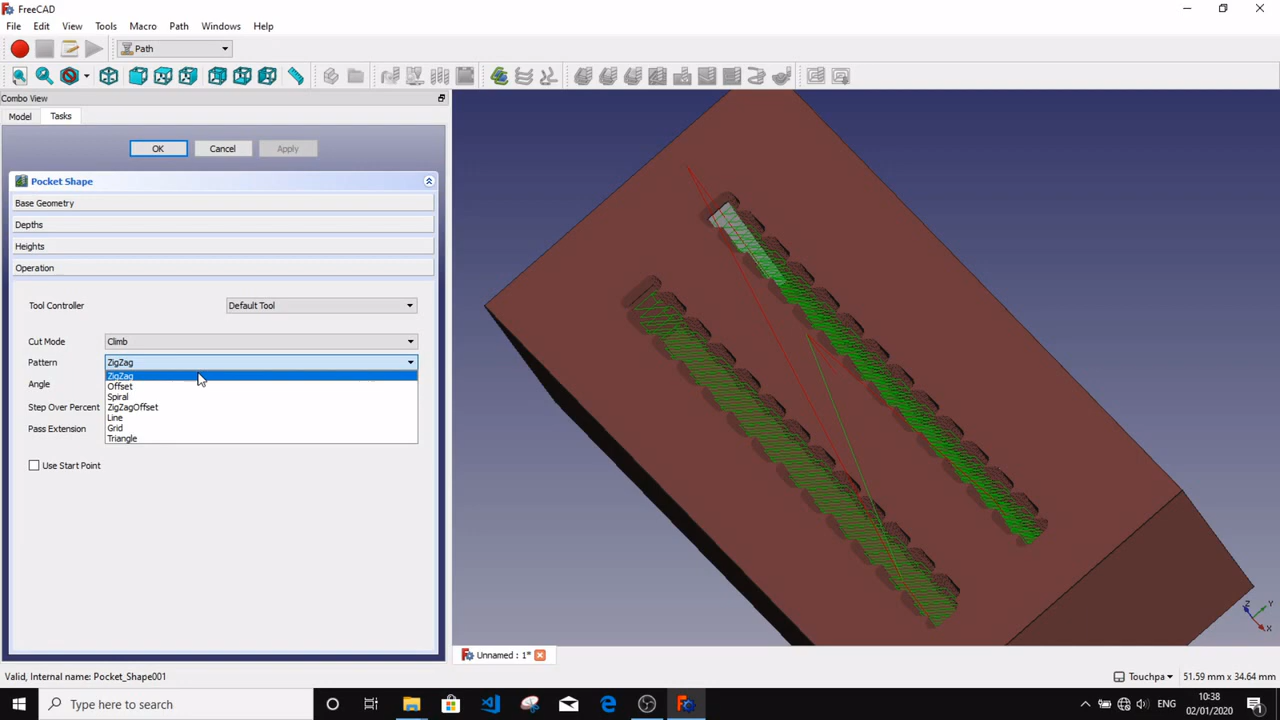 FreeCAD
File Edit View Tools Macro Path Windows Help
Path
Combo View
Model Tasks
OK Cancel Apply
Pocket Shape
Base Geometry
Depths
Heights
Operation
Tool Controller Default Tool
Cut Mode Climb
Pattern ZigZag
ZigZag
Angle
Offset
Spiral
Step Over Percent ZigZagOffset
Line
Pass Extension Grid
Triangle
Use Start Point
Z Y X
Unnamed : 1*
Valid, Internal name: Pocket_Shape001 Touchpa 51.59 mm x 34.64 mm
Type here to search ENG 10:38
02/01/2020